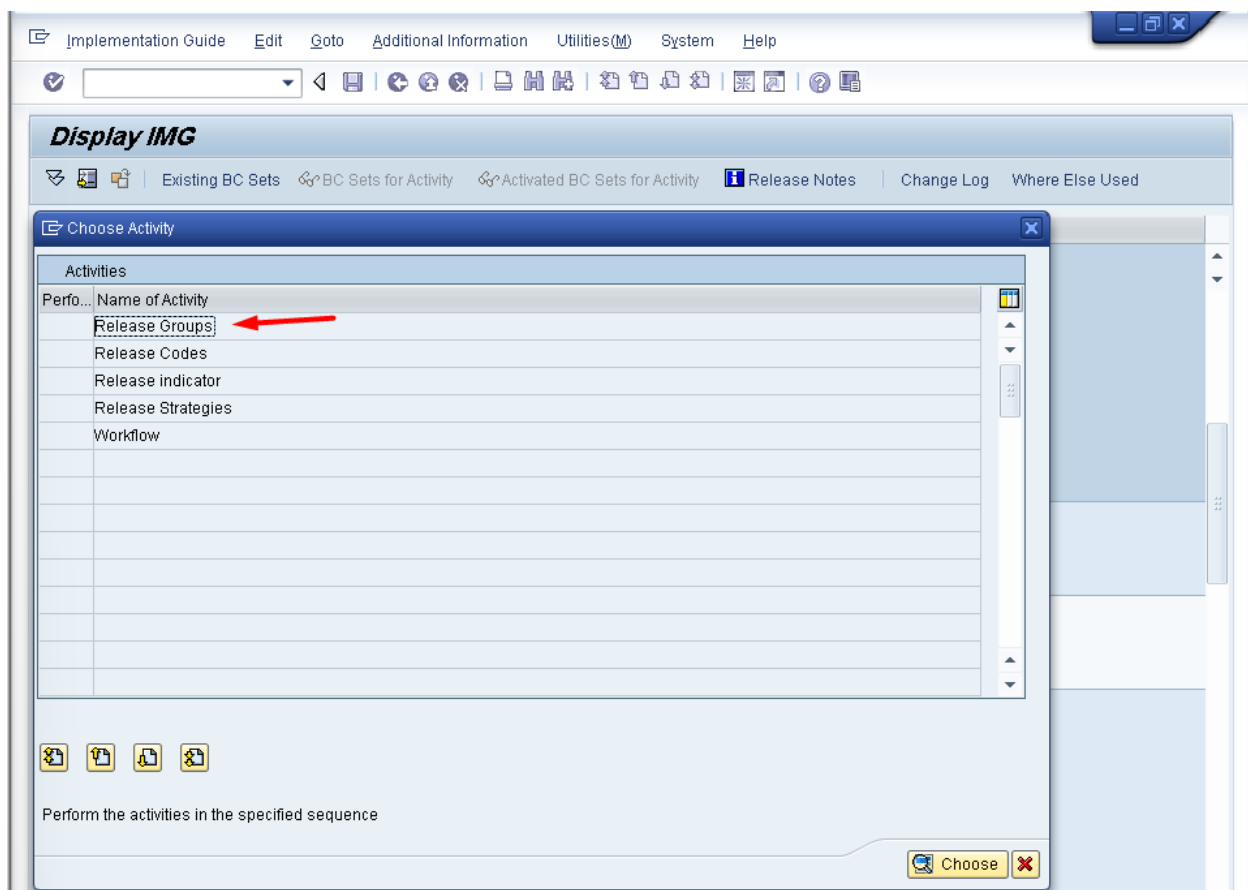 Implementation Guide Edit Goto Additional Information Utilities(M) System Help
Display IMG
Existing BC Sets BC Sets for Activity Activated BC Sets for Activity Release Notes Change Log Where Else Used
Choose Activity
Activities
Perfo... Name of Activity
Release Groups
Release Codes
Release indicator
Release Strategies
Workflow
Perform the activities in the specified sequence
Choose